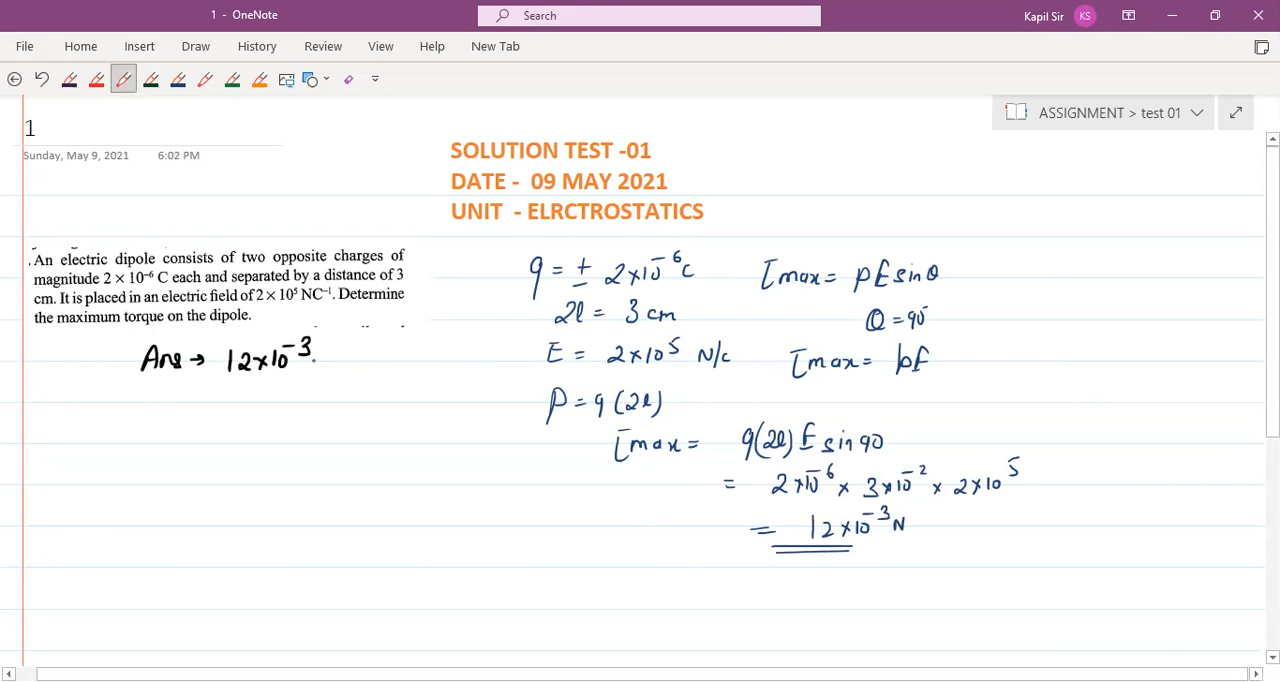 1 - OneNote
Search
Kapil Sir
KS
File Home Insert Draw History Review View Help New Tab
ASSIGNMENT > test 01
1
Sunday, May 9, 2021 6:02 PM
SOLUTION TEST -01
DATE - 09 MAY 2021
UNIT - ELRCTROSTATICS
An electric dipole consists of two opposite charges of
magnitude 2 × 10⁻⁶ C each and separated by a distance of 3
cm. It is placed in an electric field of 2 × 10⁵ NC⁻¹. Determine
the maximum torque on the dipole.
Ans → 12×10⁻³
q = ± 2×10⁻⁶ C
2l = 3 cm
E = 2×10⁵ N/C
P = q (2l)
τmax = pE sin θ
θ = 90°
τmax = pE
τmax = q(2l) E sin 90
= 2×10⁻⁶ × 3×10⁻² × 2×10⁵
= 12×10⁻³ N